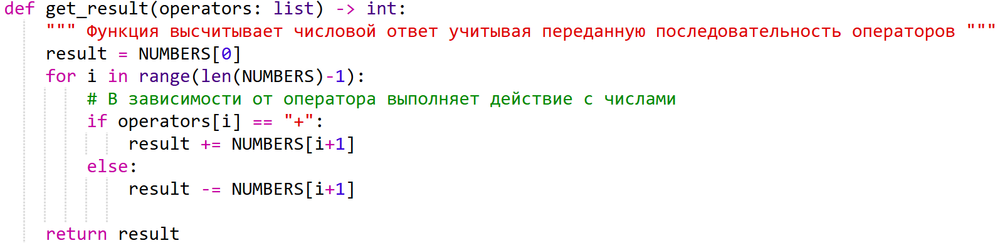 def get_result(operators: list) -> int:
    """ Функция высчитывает числовой ответ учитывая переданную последовательность операторов """
    result = NUMBERS[0]
    for i in range(len(NUMBERS)-1):
        # В зависимости от оператора выполняет действие с числами
        if operators[i] == "+":
            result += NUMBERS[i+1]
        else:
            result -= NUMBERS[i+1]
    return result